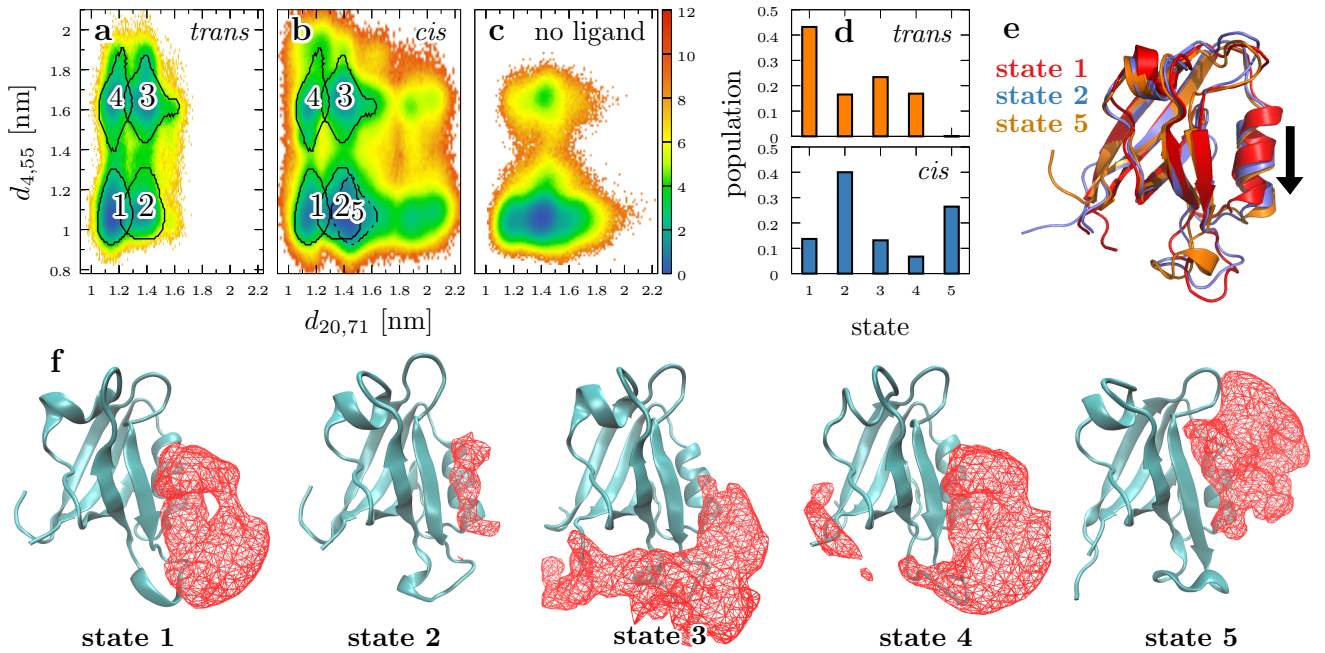 a trans
b cis
c no ligand
d trans
cis
e
state 1
state 2
state 5
d4,55 [nm]
2
1.8
1.6
1.4
1.2
1
0.8
4 3
1 2
4 3
1 2 5
1 1.2 1.4 1.6 1.8 2 2.2
1 1.2 1.4 1.6 1.8 2 2.2
1 1.2 1.4 1.6 1.8 2 2.2
d20,71 [nm]
12
10
8
6
4
2
0
population
0.5
0.4
0.3
0.2
0.1
0
0.5
0.4
0.3
0.2
0.1
0
1 2 3 4 5
state
f
state 1
state 2
state 3
state 4
state 5